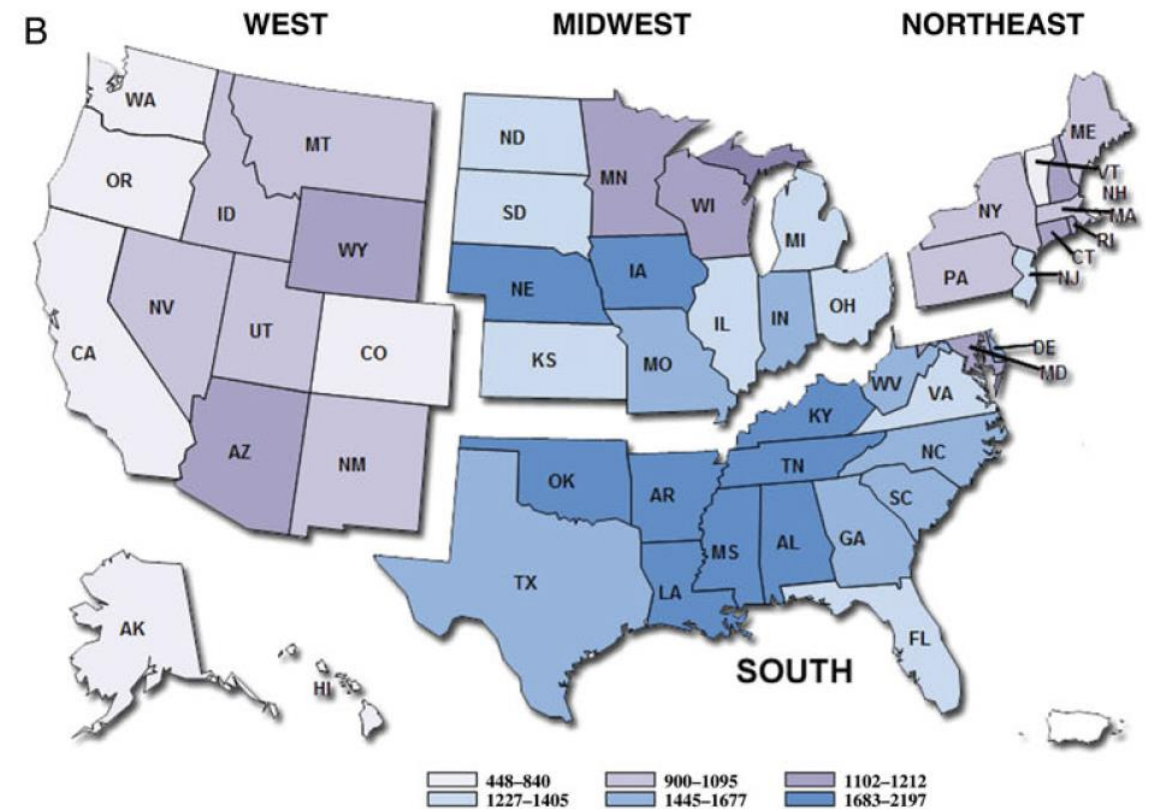 B
WEST MIDWEST NORTHEAST
WA
MT
ND
MN
ME
OR
ID
SD
WI
MI
NY
VT
NH
MA
RI
CT
NJ
WY
NE
IA
PA
NV
UT
CO
KS
MO
IL
IN
OH
CA
WV
VA
DE
MD
AZ
NM
OK
AR
KY
TN
NC
SC
TX
LA
MS
AL
GA
AK
HI
FL
SOUTH
448–840 900–1095 1102–1212
1227–1405 1445–1677 1683–2197